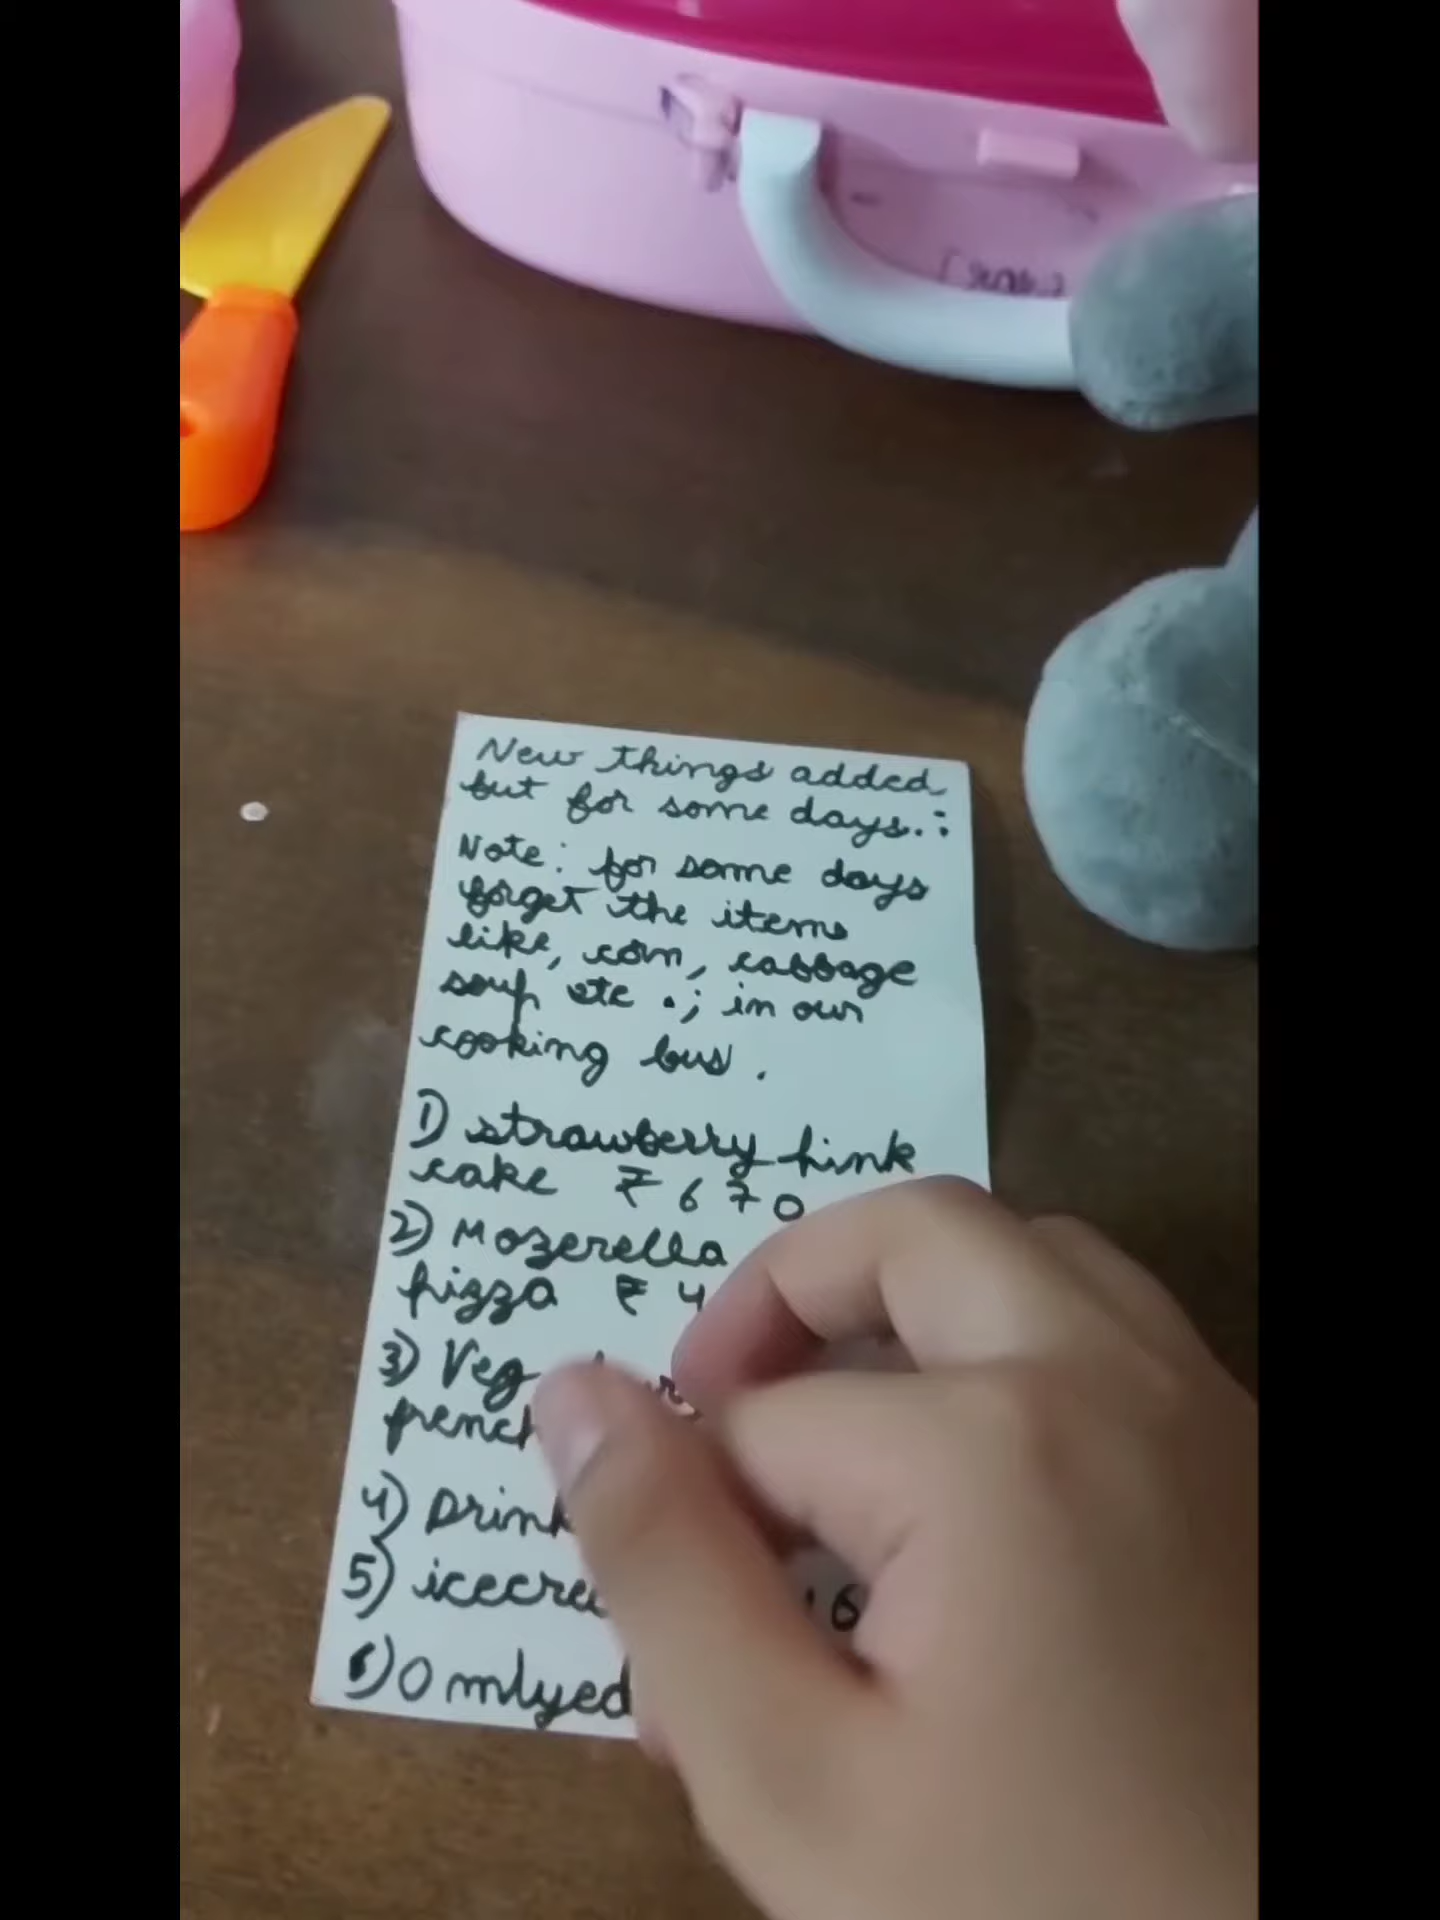 New things added
but for some days.:
Note: for some days
forget the items
like, corn, cabbage
soup etc .; in our
cooking bus.
1) strawberry pink
cake ₹ 670
2) Mozerella
pizza ₹ 4
3) Veg
french
4) Drink
5) icecrea 6
6) Omlyed